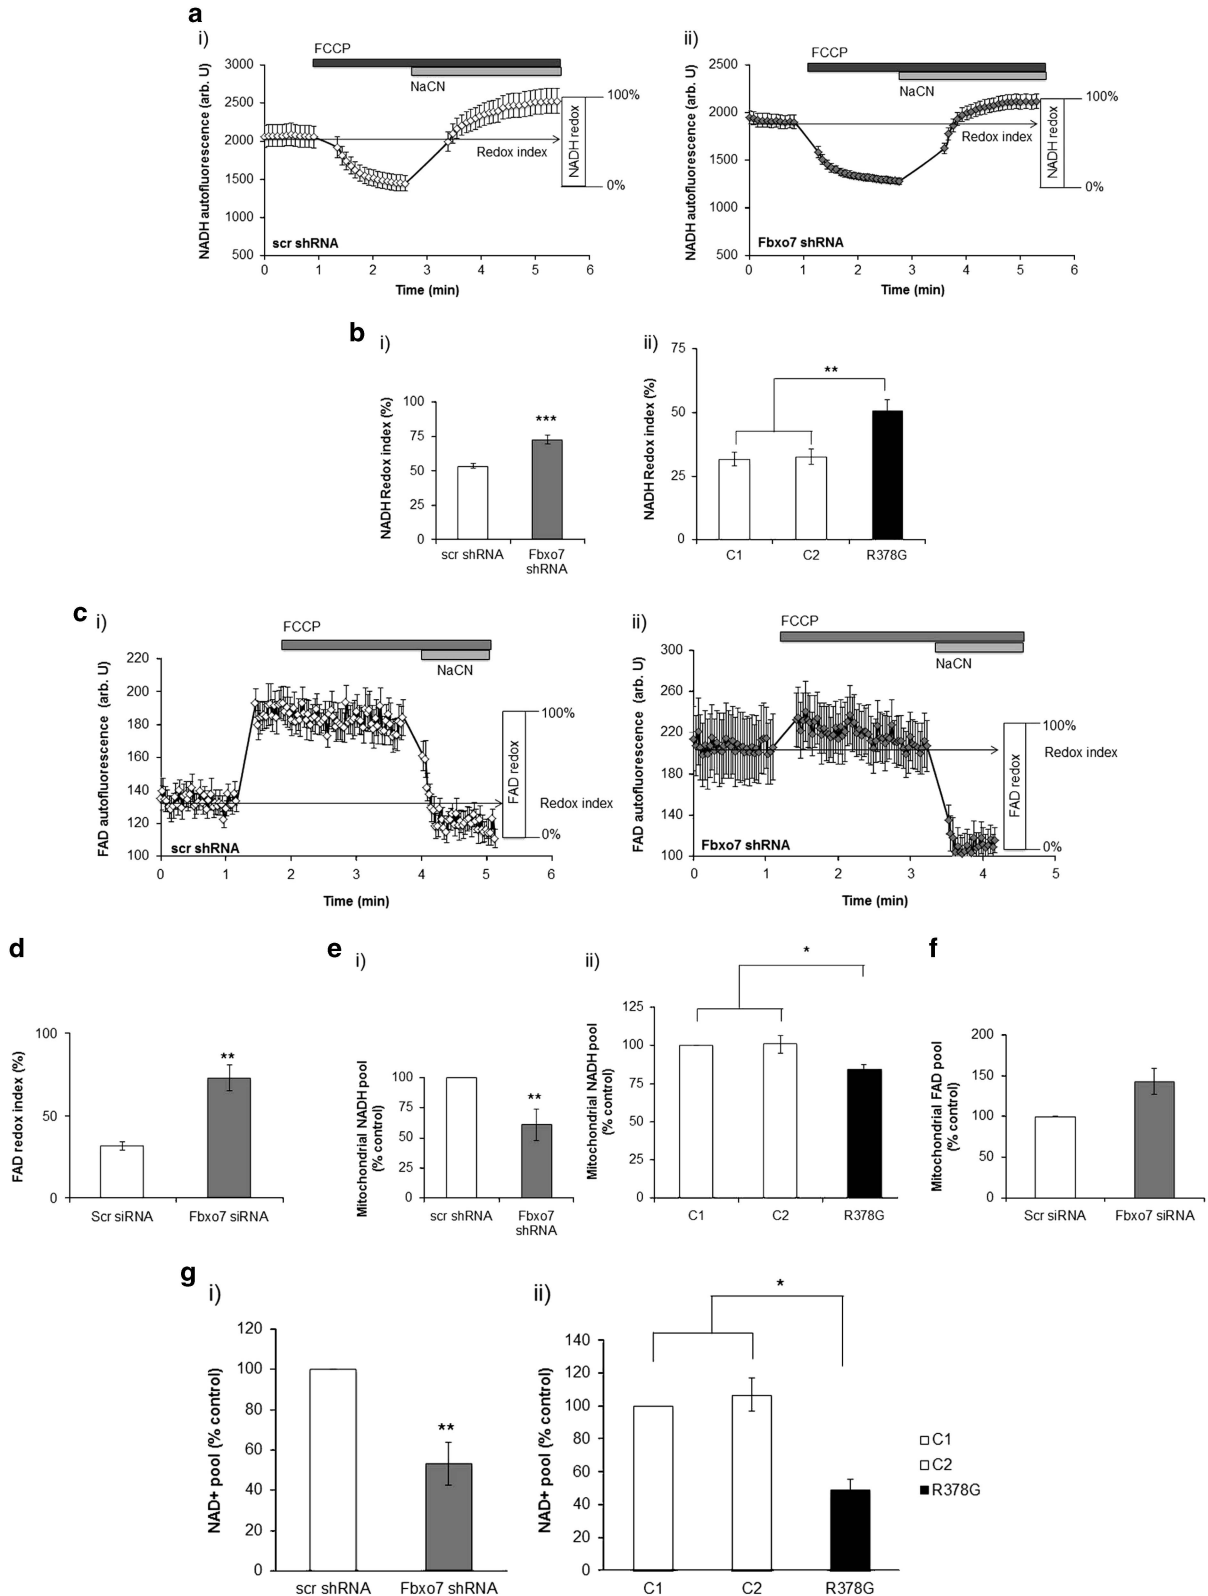 a
i)
FCCP
NaCN
3000
2500
2000
1500
1000
500
NADH autofluorescence (arb. U)
100%
NADH redox
0%
Redox index
scr shRNA
0 1 2 3 4 5 6
Time (min)
ii)
FCCP
NaCN
2500
2000
1500
1000
500
NADH autofluorescence (arb. U)
100%
NADH redox
0%
Redox index
Fbxo7 shRNA
0 1 2 3 4 5 6
Time (min)
b
i)
100
75
50
25
0
NADH Redox index (%)
***
scr shRNA
Fbxo7
shRNA
ii)
75
50
25
0
NADH Redox index (%)
**
C1 C2 R378G
c
i)
FCCP
NaCN
220
200
180
160
140
120
100
FAD autofluorescence (arb. U)
100%
FAD redox
Redox index
0%
scr shRNA
0 1 2 3 4 5 6
Time (min)
ii)
FCCP
NaCN
300
260
220
180
140
100
FAD autofluorescence (arb. U)
100%
Redox index
FAD redox
0%
Fbxo7 shRNA
0 1 2 3 4 5
Time (min)
d
100
50
0
FAD redox index (%)
**
Scr siRNA Fbxo7 siRNA
e
i)
100
75
50
25
0
Mitochondrial NADH pool
(% control)
**
scr shRNA
Fbxo7
shRNA
ii)
125
100
75
50
25
0
Mitochondrial NADH pool
(% control)
*
C1 C2 R378G
f
200
150
100
50
0
Mitochondrial FAD pool
(% control)
Scr siRNA Fbxo7 siRNA
g
i)
120
100
80
60
40
20
0
NAD+ pool (% control)
**
scr shRNA Fbxo7 shRNA
ii)
140
120
100
80
60
40
20
0
NAD+ pool (% control)
*
C1 C2 R378G
C1
C2
R378G